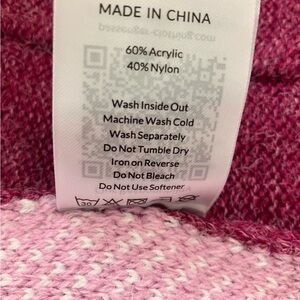 MADE IN CHINA
60% Acrylic
40% Nylon
Wash Inside Out
Machine Wash Cold
Wash Separately
Do Not Tumble Dry
Iron on Reverse
Do Not Bleach
Do Not Use Softener
30